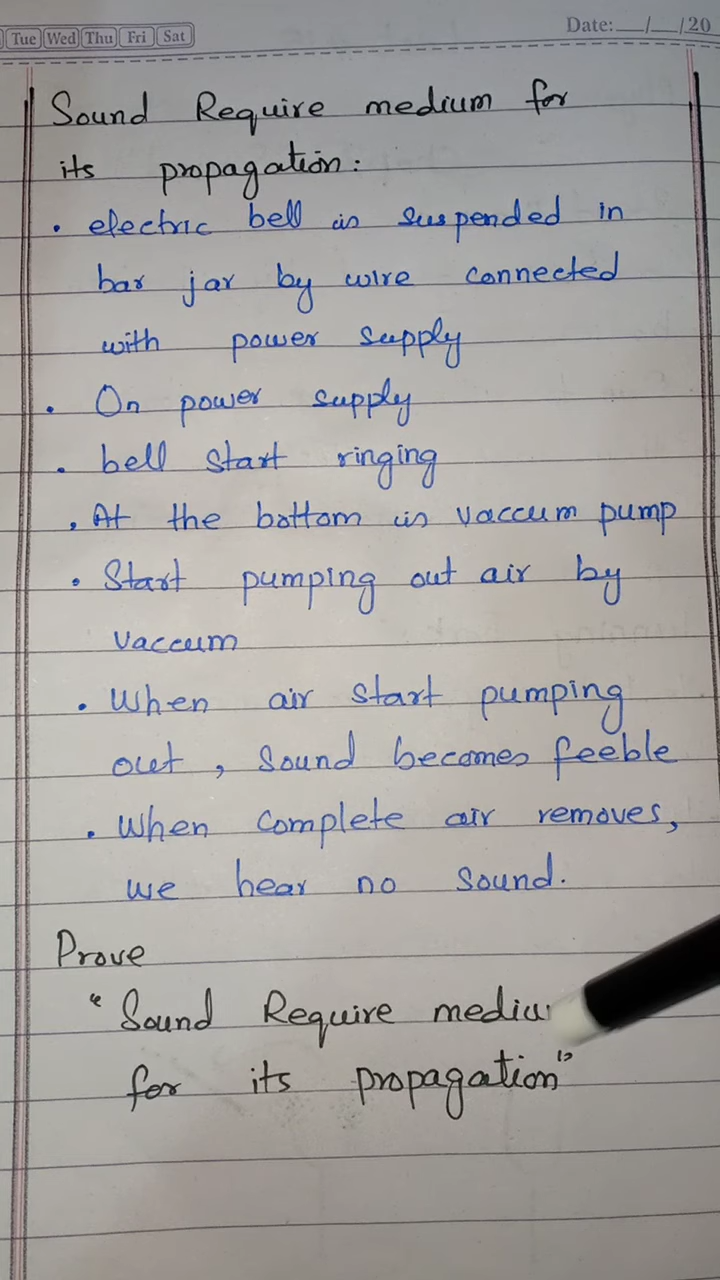 Tue Wed Thu Fri Sat
Date:__/__/20
Sound Require medium for
its propagation:
• electric bell is suspended in
bar jar by wire connected
with power supply
• On power supply
• bell start ringing
• At the bottom is vaccum pump
• Start pumping out air by
vaccum
• When air start pumping
out, sound becomes feeble
• When complete air removes,
we hear no sound.
Prove
“Sound Require mediu
for its propagation”